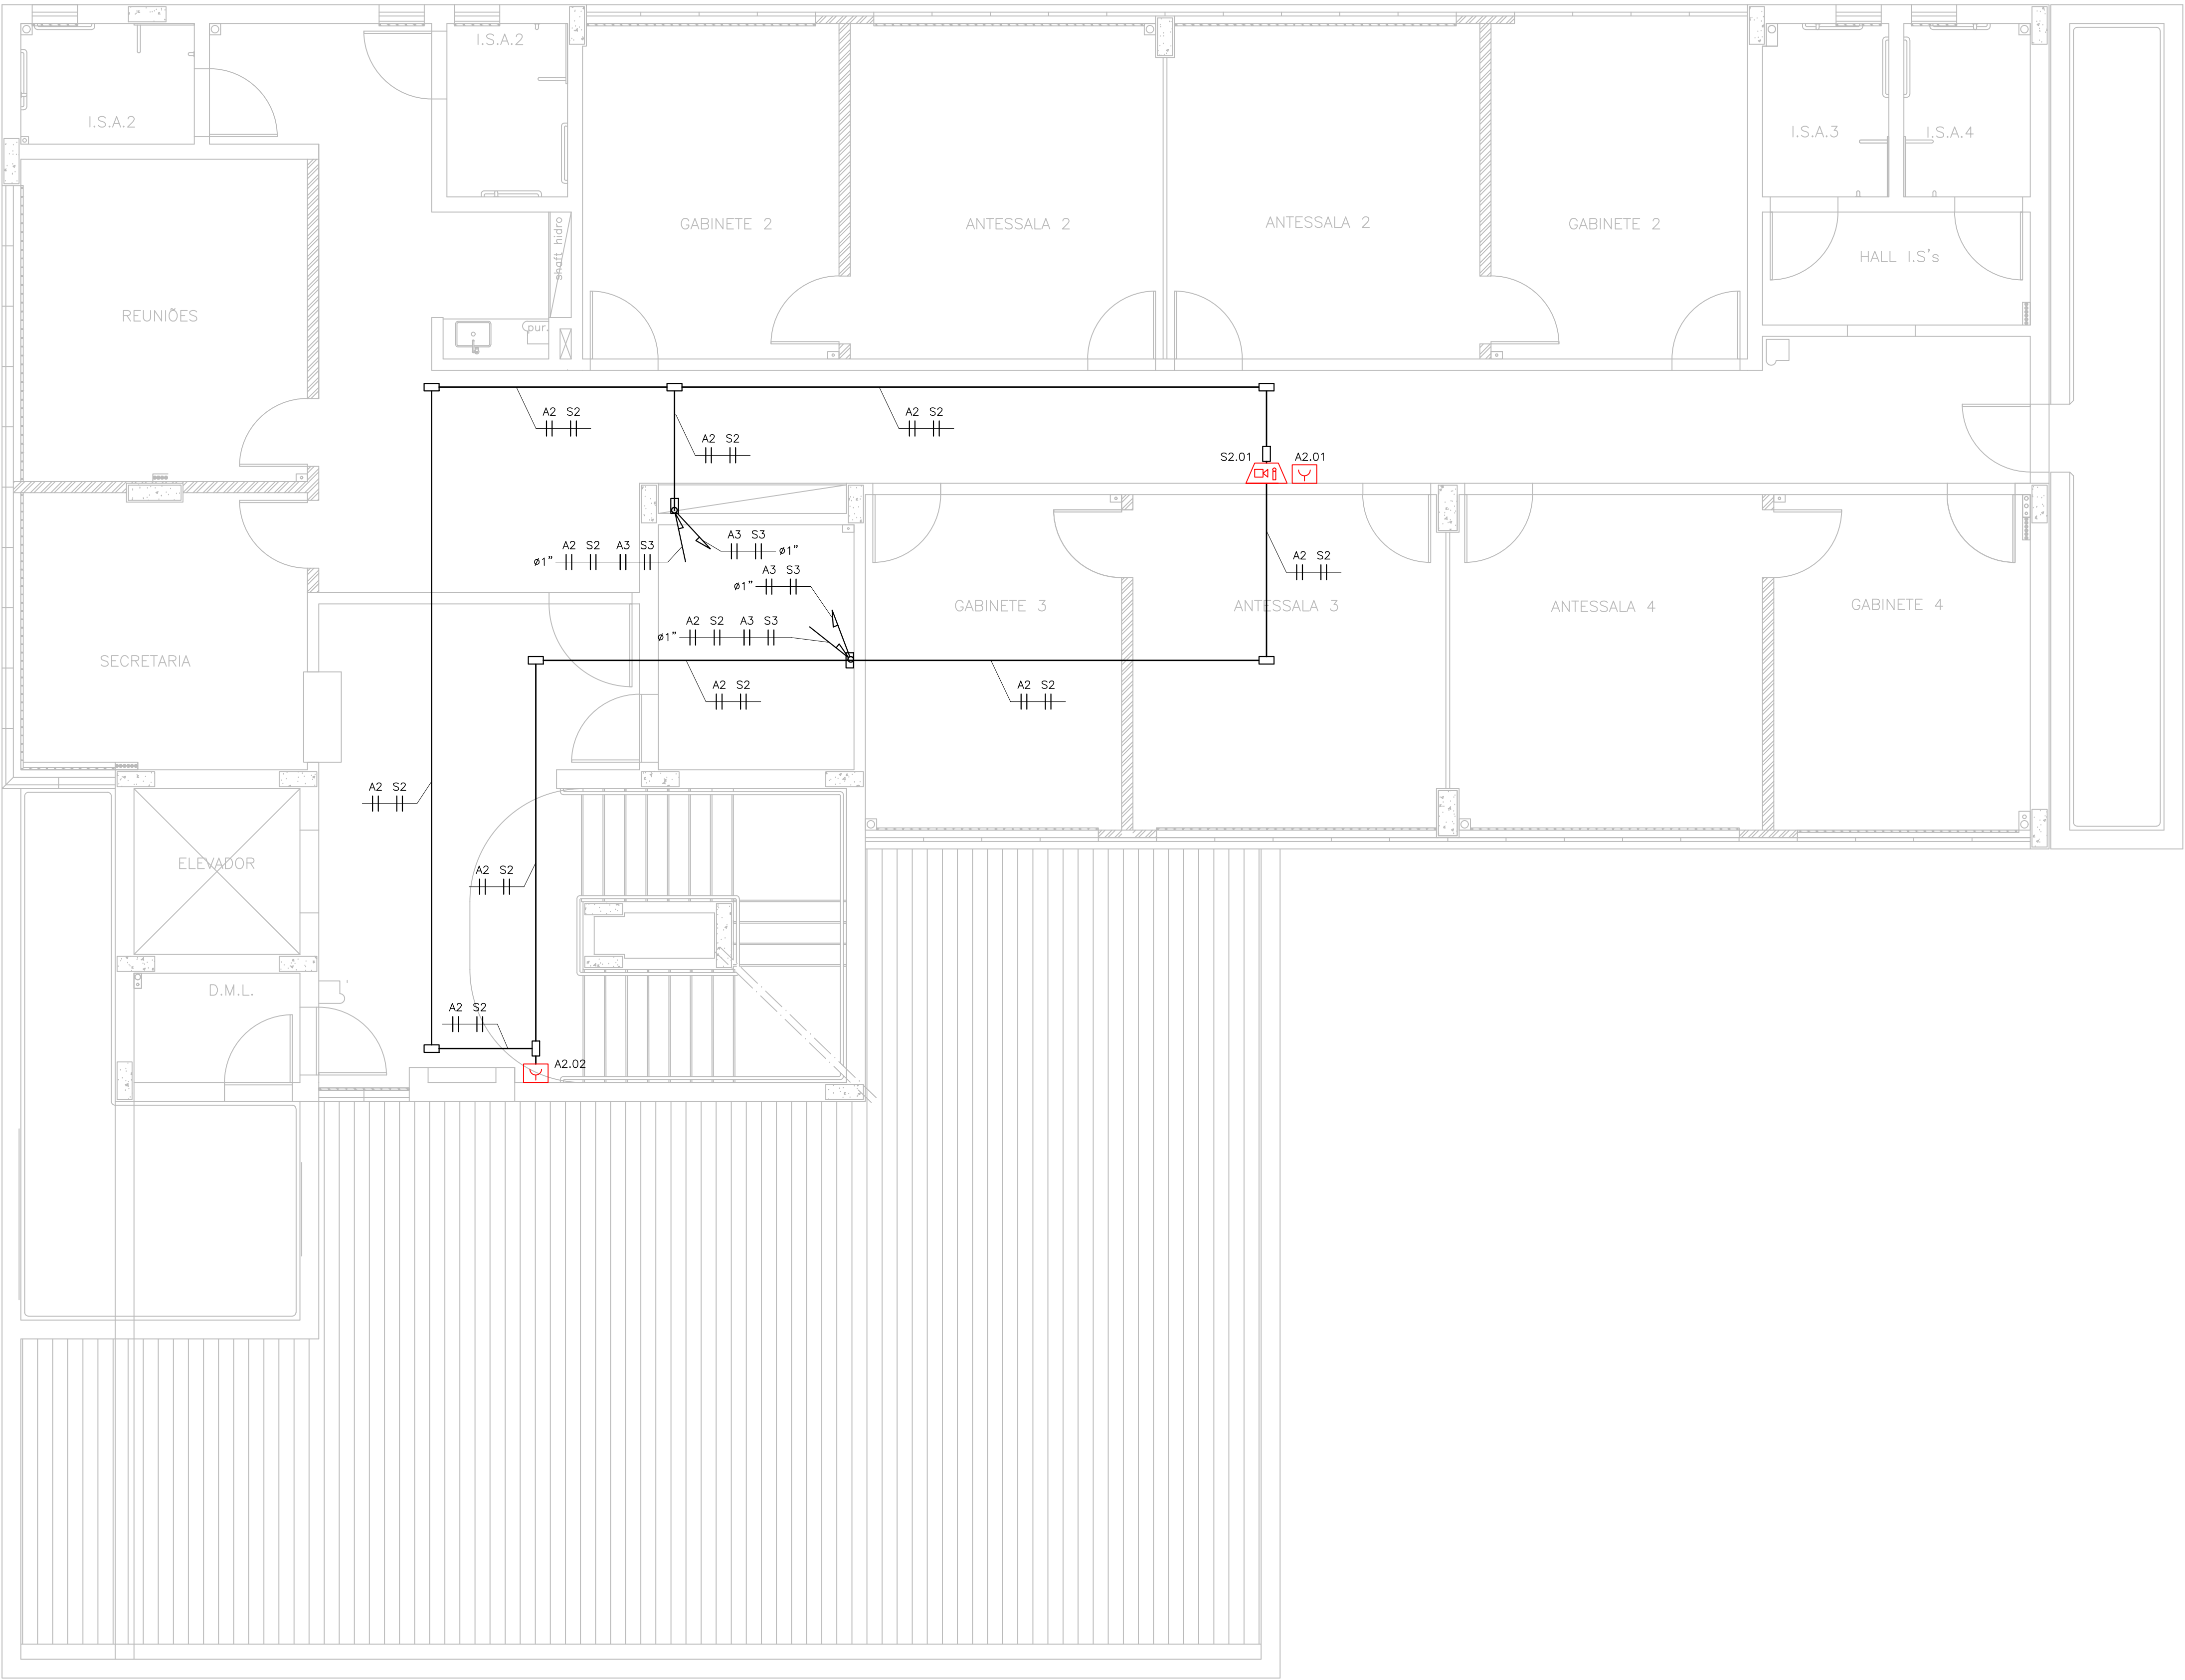 I.S.A.2
I.S.A.2
I.S.A.3
I.S.A.4
GABINETE 2
ANTESSALA 2
ANTESSALA 2
GABINETE 2
shaft hidro
HALL I.S's
REUNIÕES
pur.
A2 S2
A2 S2
A2 S2
S2.01
A2.01
A2 S2 A3 S3
ø1"
A3 S3
ø1"
A2 S2
A3 S3
ø1"
GABINETE 3
ANTESSALA 3
ANTESSALA 4
GABINETE 4
A2 S2 A3 S3
ø1"
SECRETARIA
A2 S2
A2 S2
A2 S2
ELEVADOR
A2 S2
D.M.L.
A2 S2
A2.02